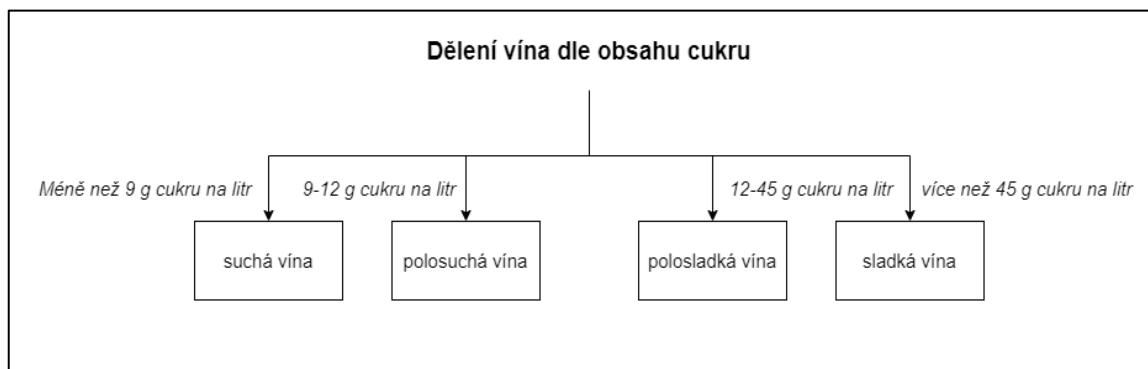 Dělení vína dle obsahu cukru
Méně než 9 g cukru na litr
9-12 g cukru na litr
12-45 g cukru na litr
více než 45 g cukru na litr
suchá vína
polosuchá vína
polosladká vína
sladká vína